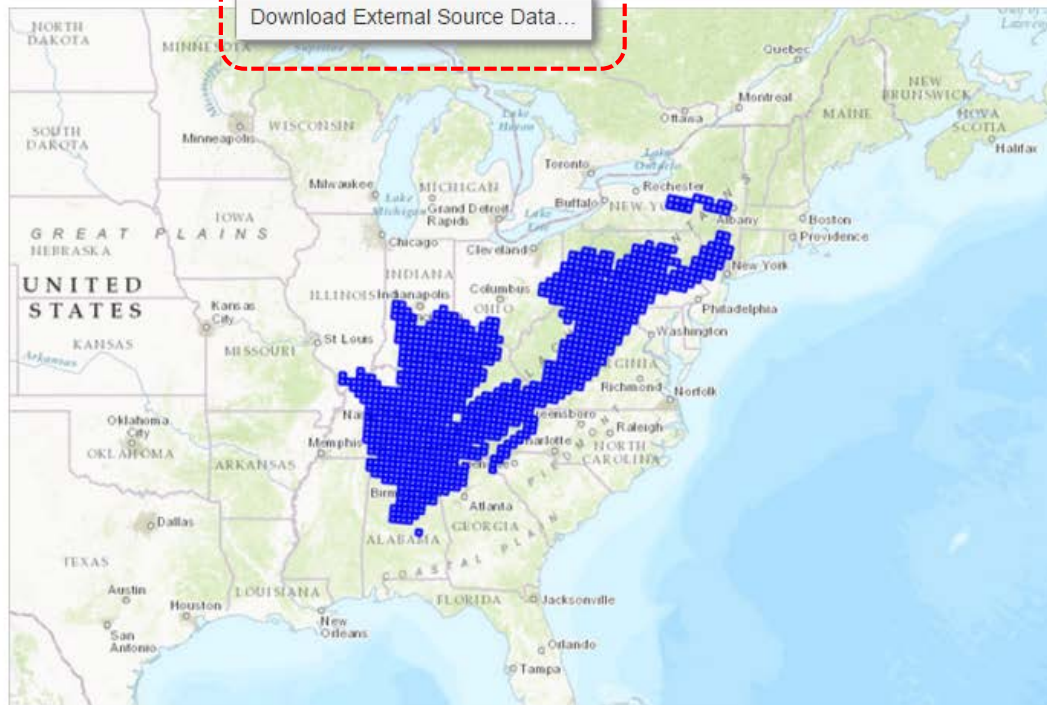 Download External Source Data...
NORTH
DAKOTA
MINNESOTA
Quebec
NEW
BRUNSWICK
Montreal
Ottawa
MAINE
NOVA
SCOTIA
Halifax
SOUTH
DAKOTA
Minneapolis
WISCONSIN
Lake
Huron
Toronto
Lake
Ontario
Milwaukee
Lake
Michigan
MICHIGAN
Grand
Rapids
Detroit
Buffalo
Rochester
NEW
Albany
Boston
Providence
IOWA
GREAT PLAINS
NEBRASKA
Chicago
Lake
Erie
Cleveland
New York
UNITED
STATES
INDIANA
ILLINOIS
Indianapolis
Columbus
OHIO
Philadelphia
Kansas
City
Washington
KANSAS
MISSOURI
St Louis
Arkansas
Richmond
Norfolk
Oklahoma
City
OKLAHOMA
Memphis
Raleigh
NORTH
CAROLINA
ARKANSAS
PIEDMONT
Atlanta
Dallas
ALABAMA
GEORGIA
COASTAL PLAIN
TEXAS
Austin
Houston
LOUISIANA
FLORIDA
Jacksonville
San
Antonio
New
Orleans
Orlando
Tampa